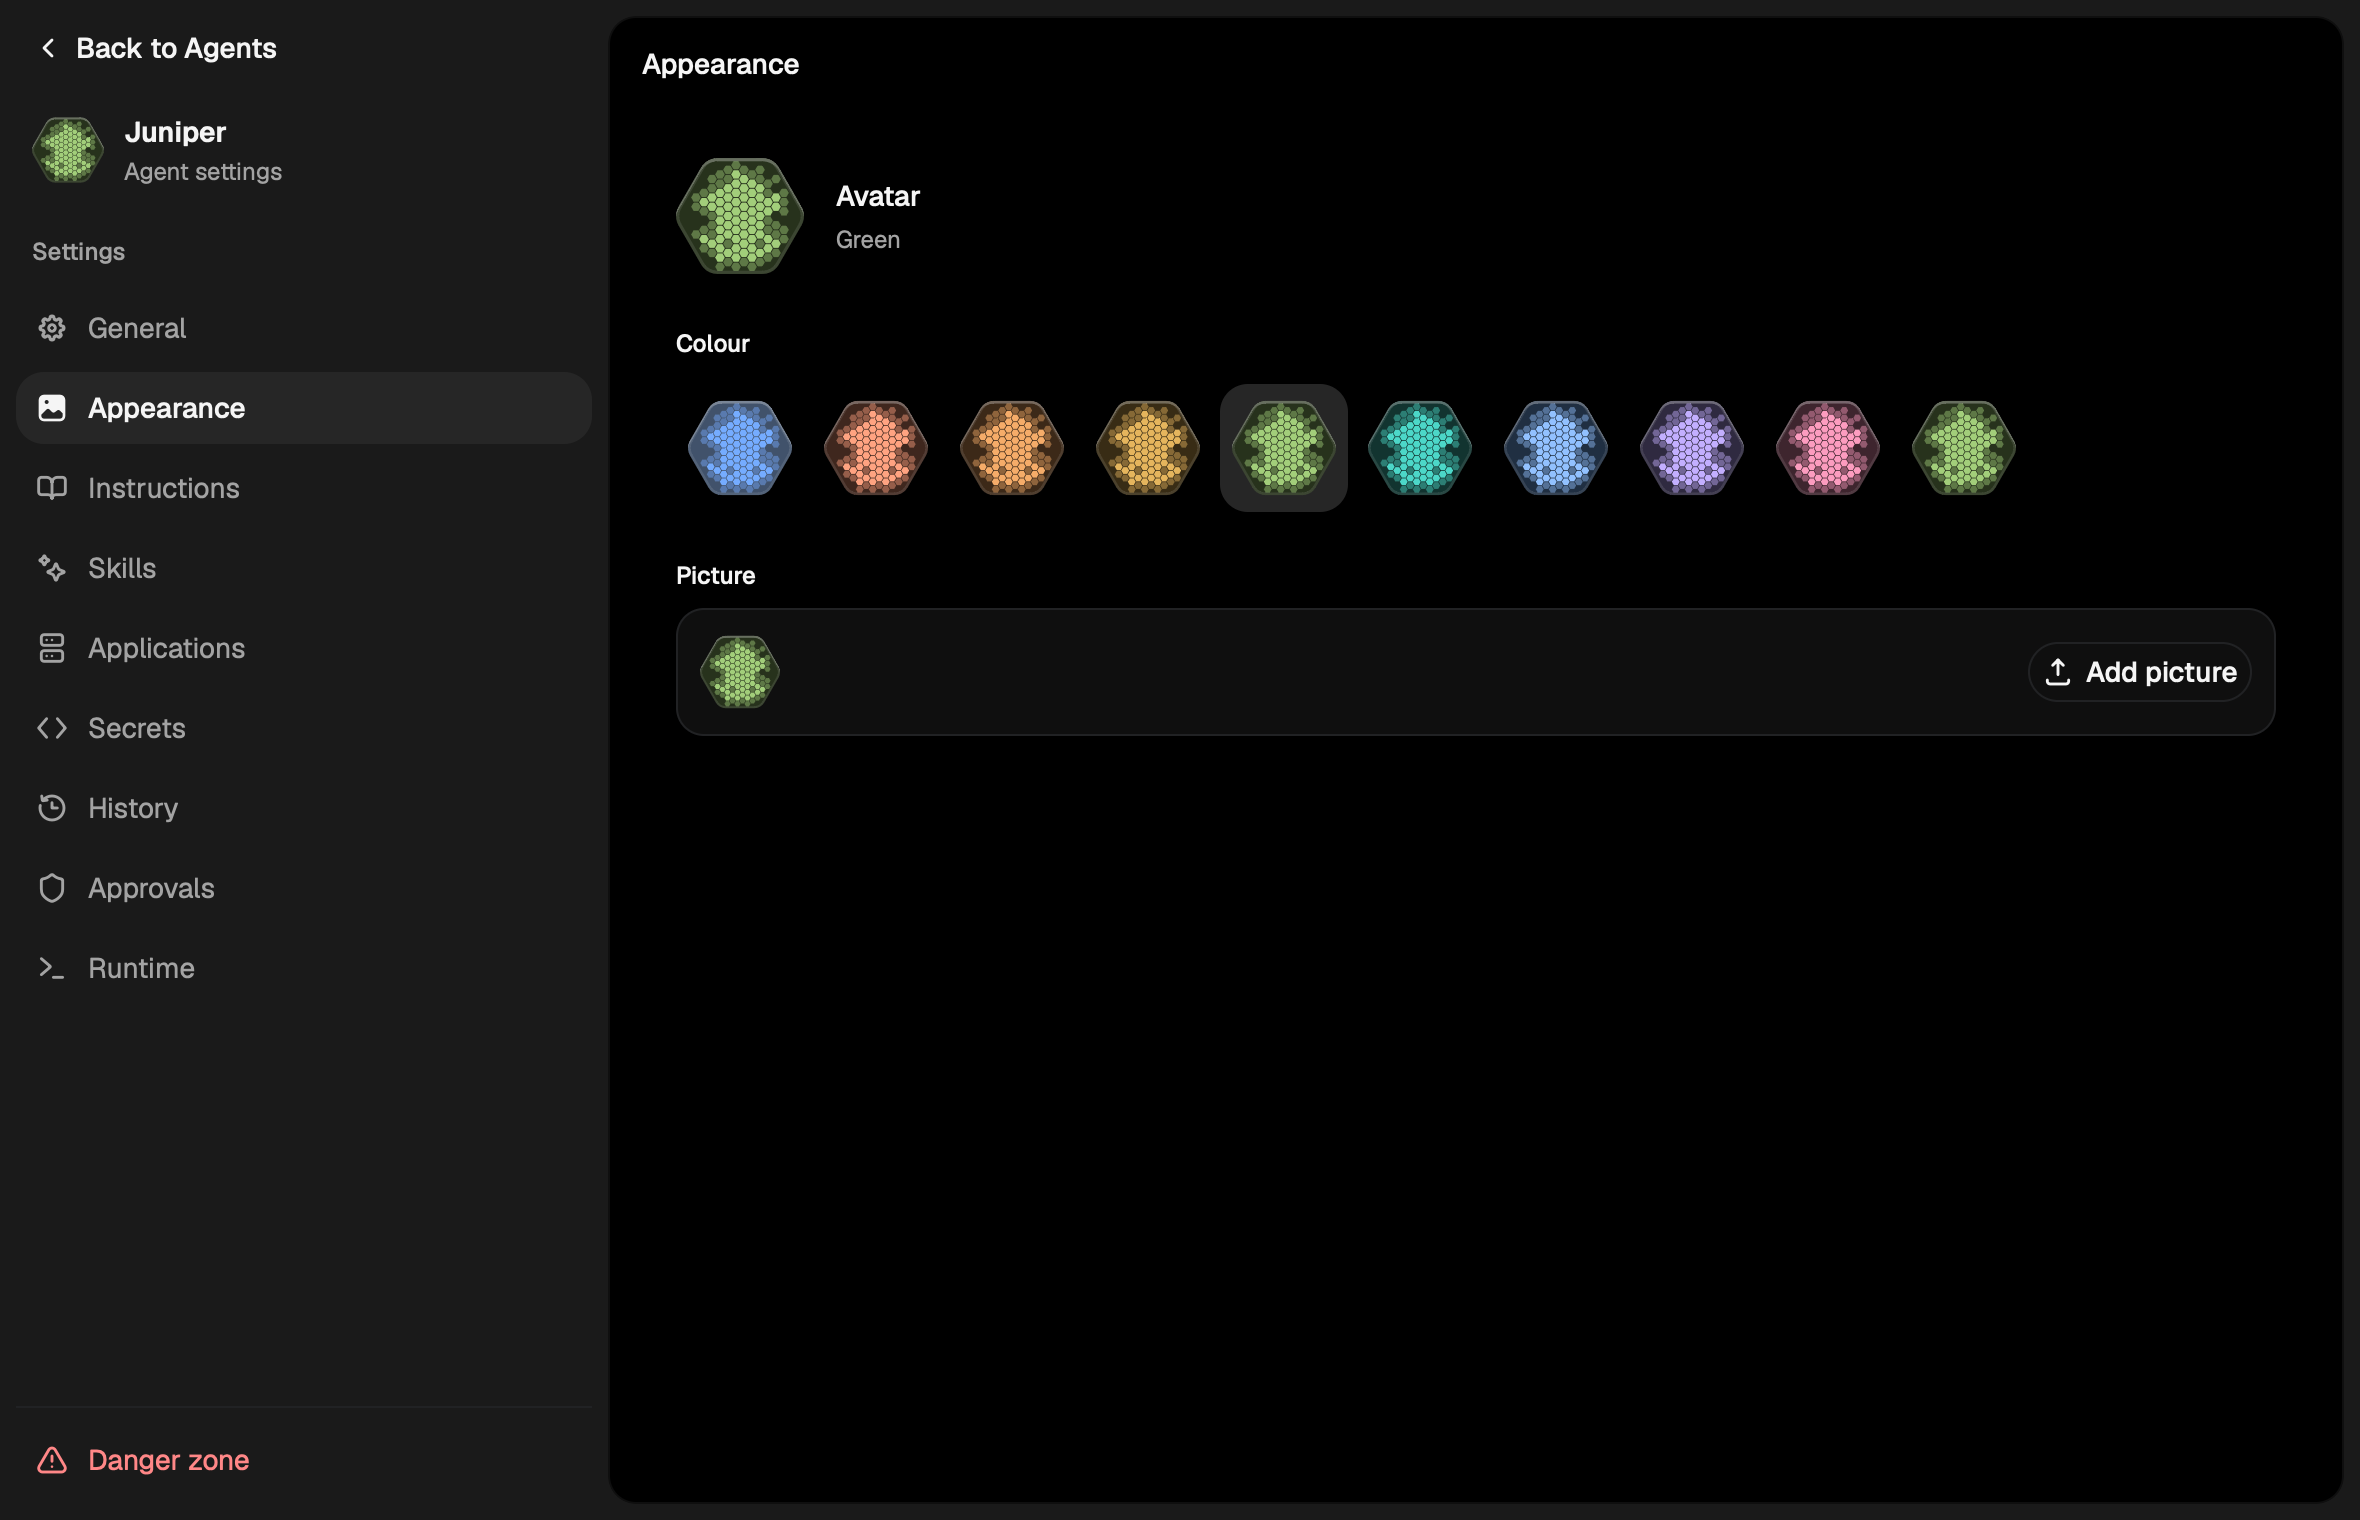 Back to Agents
Juniper
Agent settings
Settings
General
Appearance
Instructions
Skills
Applications
Secrets
History
Approvals
Runtime
Danger zone
Appearance
Avatar
Green
Colour
Picture
Add picture